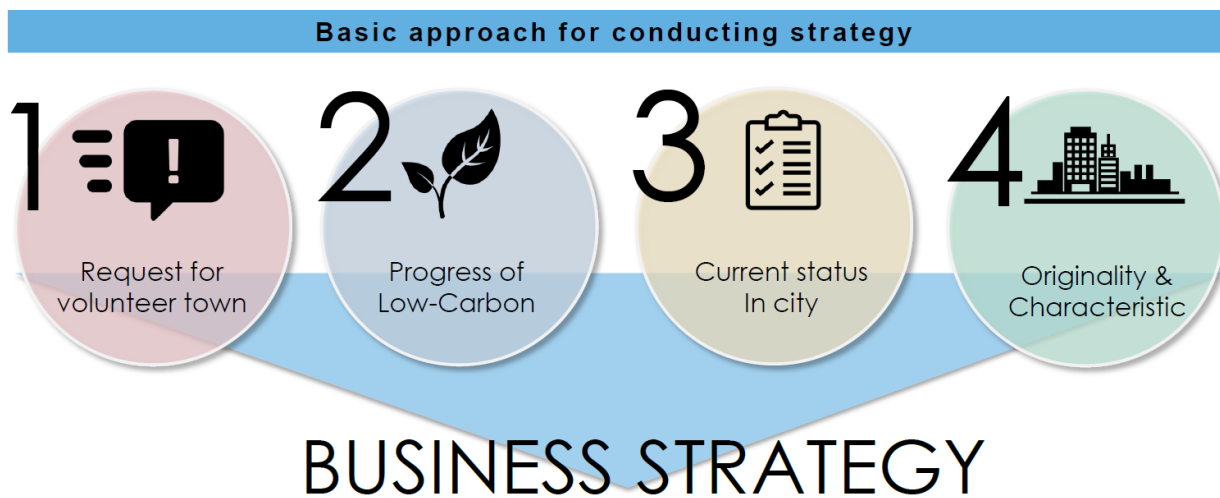 Basic approach for conducting strategy
1
Request for
volunteer town
2
Progress of
Low-Carbon
3
Current status
In city
4
Originality &
Characteristic
BUSINESS STRATEGY